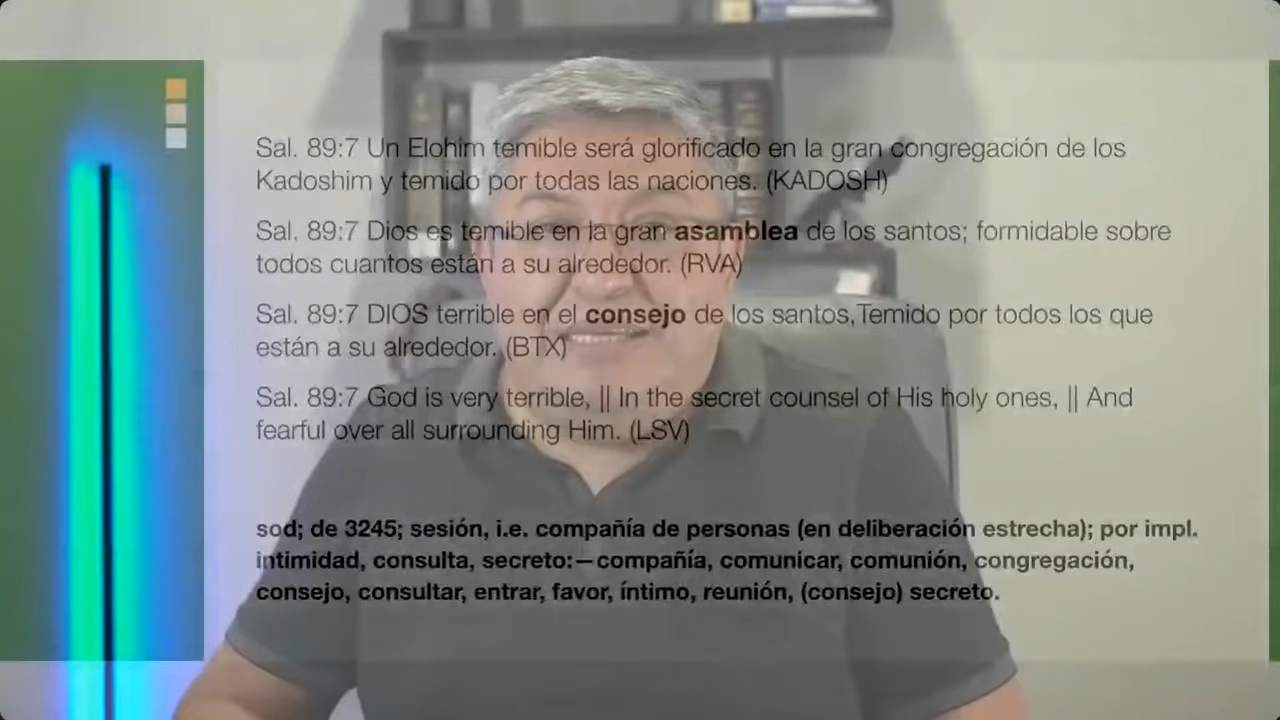 Sal. 89:7 Un Elohim temible será glorificado en la gran congregación de los
Kadoshim y temido por todas las naciones. (KADOSH)
Sal. 89:7 Dios es temible en la gran asamblea de los santos; formidable sobre
todos cuantos están a su alrededor. (RVA)
Sal. 89:7 DIOS terrible en el consejo de los santos,Temido por todos los que
están a su alrededor. (BTX)
Sal. 89:7 God is very terrible, || In the secret counsel of His holy ones, || And
fearful over all surrounding Him. (LSV)
sod; de 3245; sesión, i.e. compañía de personas (en deliberación estrecha); por impl.
intimidad, consulta, secreto:—compañía, comunicar, comunión, congregación,
consejo, consultar, entrar, favor, íntimo, reunión, (consejo) secreto.